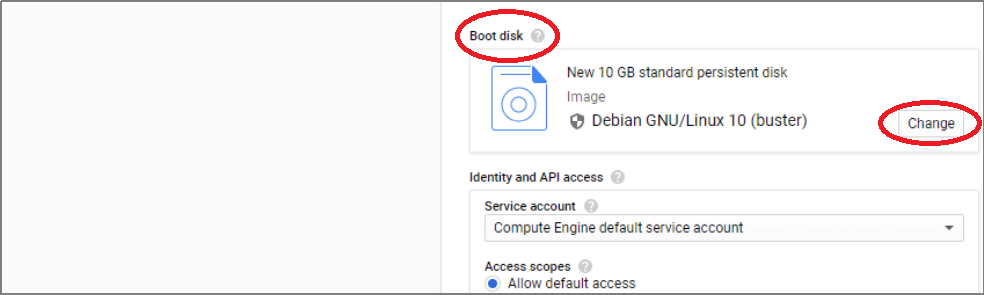 Boot disk
New 10 GB standard persistent disk
Image
Debian GNU/Linux 10 (buster)
Change
Identity and API access
Service account
Compute Engine default service account
Access scopes
Allow default access